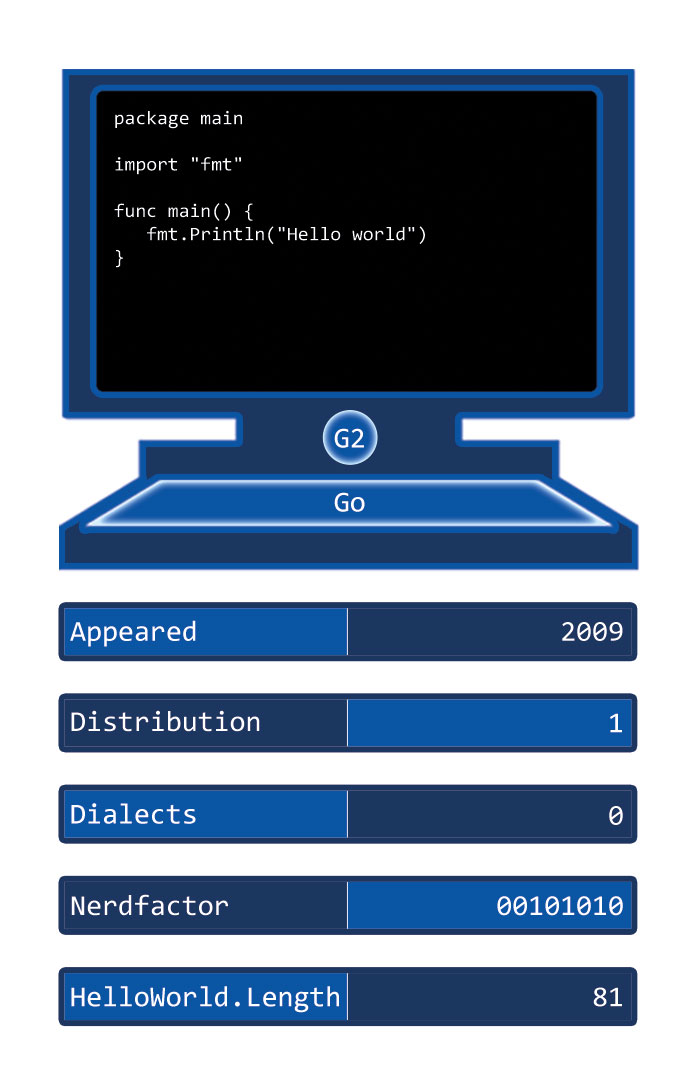 package main
import "fmt"
func main() {
   fmt.Println("Hello world")
}
G2
Go
Appeared 2009
Distribution 1
Dialects 0
Nerdfactor 00101010
HelloWorld.Length 81